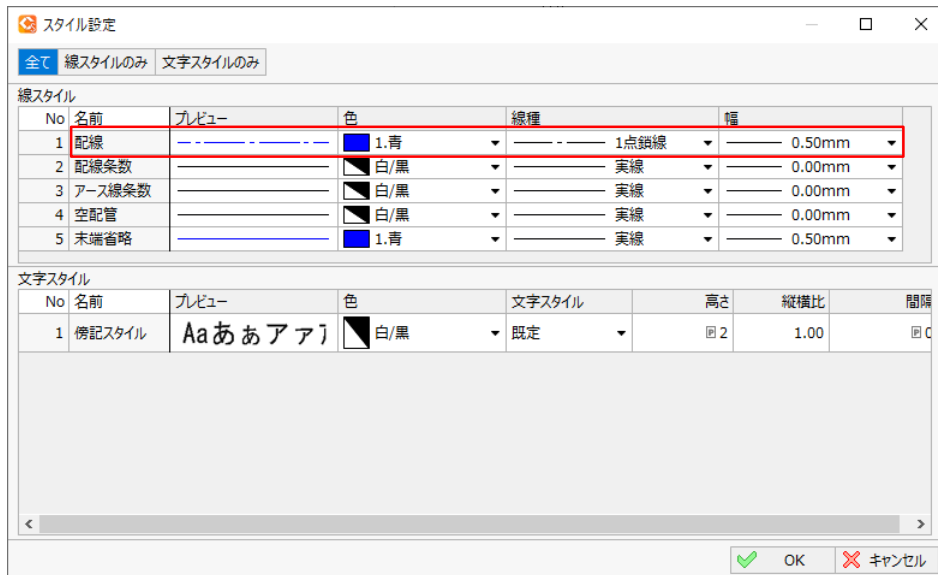 スタイル設定
全て 線スタイルのみ 文字スタイルのみ
線スタイル
No 名前 プレビュー 色 線種 幅
1 配線 1.青 1点鎖線 0.50mm
2 配線条数 白/黒 実線 0.00mm
3 アース線条数 白/黒 実線 0.00mm
4 空配管 白/黒 実線 0.00mm
5 末端省略 1.青 実線 0.50mm
文字スタイル
No 名前 プレビュー 色 文字スタイル 高さ 縦横比 間隔
1 傍記スタイル Aaあぁアァ 白/黒 既定 P 2 1.00 P 0
OK キャンセル